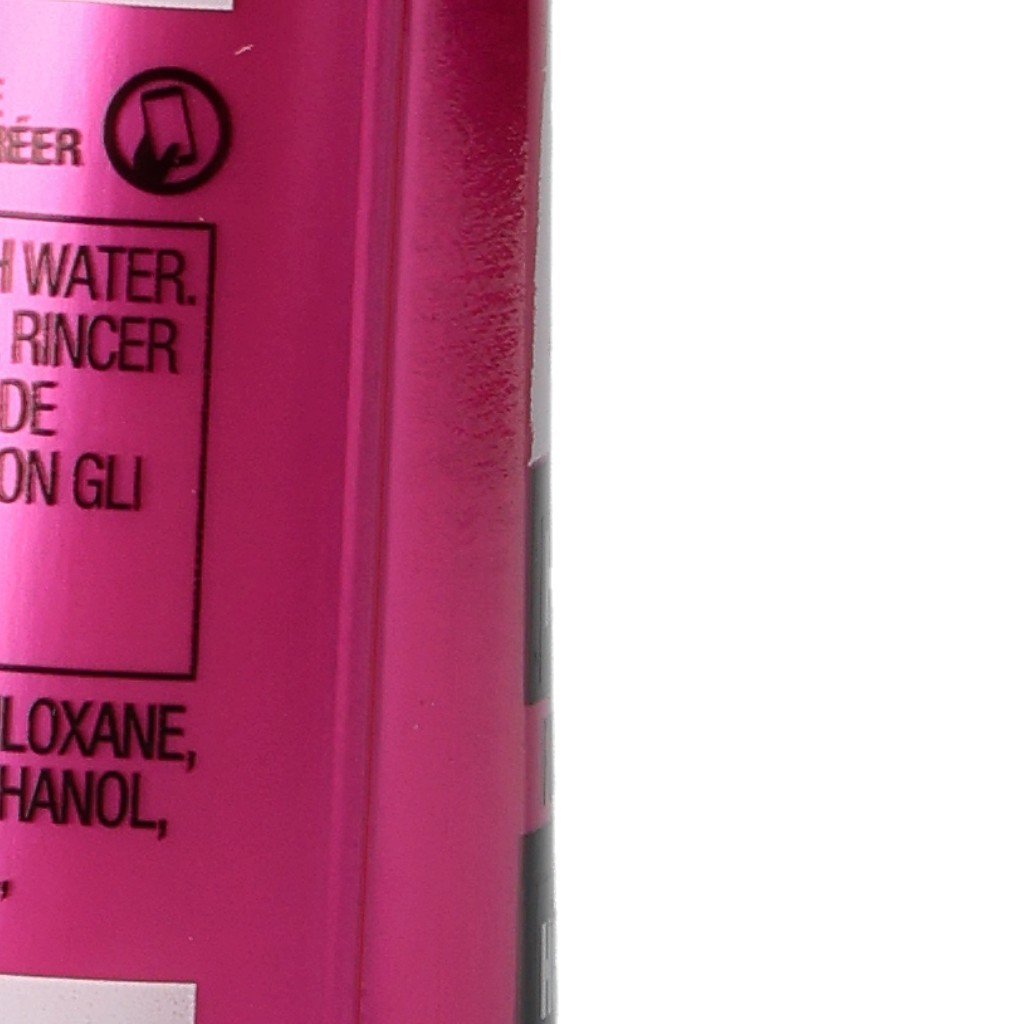 RÉER
H WATER.
RINCER
DE
ON GLI
LOXANE,
HANOL,